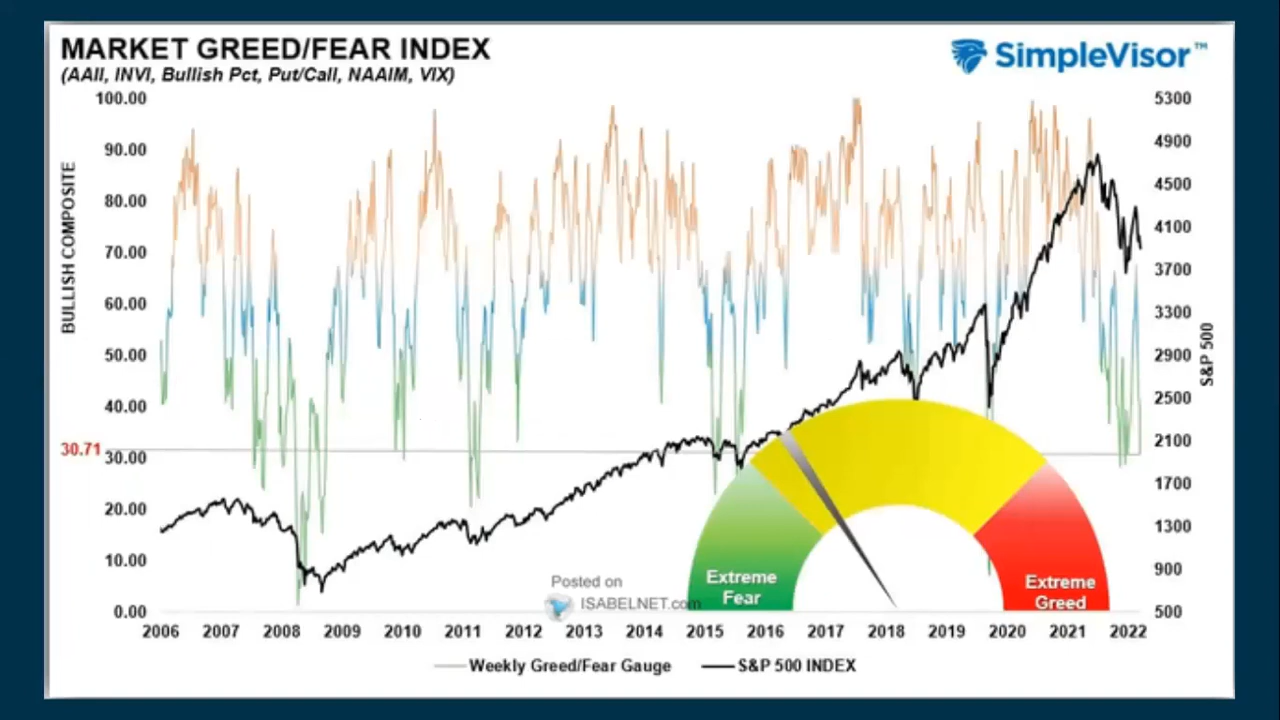 MARKET GREED/FEAR INDEX
(AAII, INVI, Bullish Pct, Put/Call, NAAIM, VIX)
SimpleVisor™
BULLISH COMPOSITE
100.00
90.00
80.00
70.00
60.00
50.00
40.00
30.71
30.00
20.00
10.00
0.00
5300
4900
4500
4100
3700
3300
2900
2500
2100
1700
1300
900
500
S&P 500
Extreme
Fear
Extreme
Greed
Posted on
ISABELNET.com
2006 2007 2008 2009 2010 2011 2012 2013 2014 2015 2016 2017 2018 2019 2020 2021 2022
Weekly Greed/Fear Gauge S&P 500 INDEX